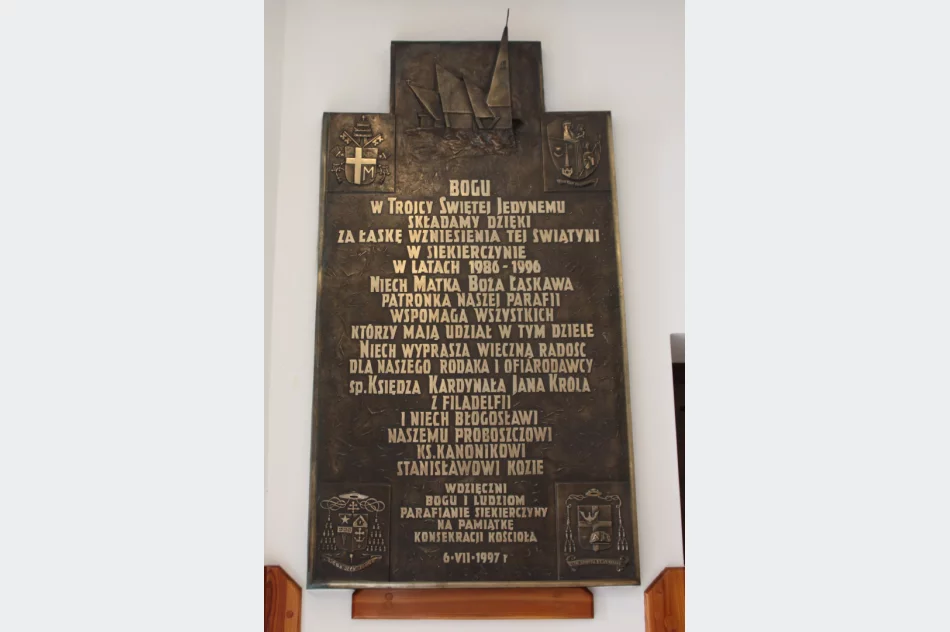 BOGU
W TROJCY ŚWIĘTEJ JEDYNEMU
SKŁADAMY DZIĘKI
ZA ŁASKĘ WZNIESIENIA TEJ ŚWIĄTYNI
W SIEKIERCZYNIE
W LATACH 1986-1996
NIECH MATKA BOŻA ŁASKAWA
PATRONKA NASZEJ PARAFII
WSPOMAGA WSZYSTKICH
KTÓRZY MAJĄ UDZIAŁ W TYM DZIELE
NIECH WYPRASZA WIECZNĄ RADOŚĆ
DLA NASZEGO RODAKA I OFIARODAWCY
śp. KSIĘDZA KARDYNAŁA JANA KRÓLA
Z FILADELFII
I NIECH BŁOGOSŁAWI
NASZEMU PROBOSZCZOWI
KS. KANONIKOWI
STANISŁAWOWI KOZIE
WDZIĘCZNI
BOGU I LUDZIOM
PARAFIANIE SIEKIERCZYNY
NA PAMIĄTKĘ
KONSEKRACJI KOŚCIOŁA
6-VII-1997 r